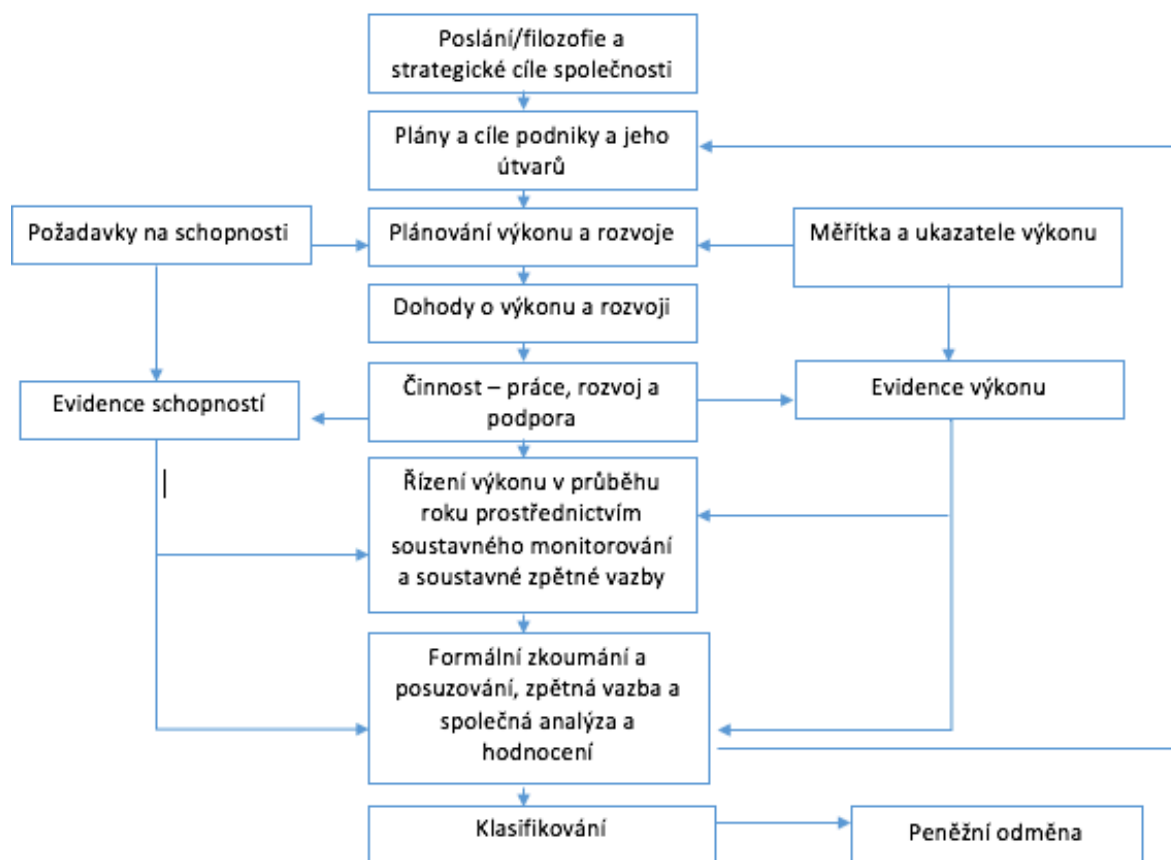 Poslání/filozofie a
strategické cíle společnosti
Plány a cíle podniky a jeho
útvarů
Požadavky na schopnosti
Plánování výkonu a rozvoje
Měřítka a ukazatele výkonu
Dohody o výkonu a rozvoji
Evidence schopností
Činnost – práce, rozvoj a
podpora
Evidence výkonu
Řízení výkonu v průběhu
roku prostřednictvím
soustavného monitorování
a soustavné zpětné vazby
Formální zkoumání a
posuzování, zpětná vazba a
společná analýza a
hodnocení
Klasifikování
Peněžní odměna